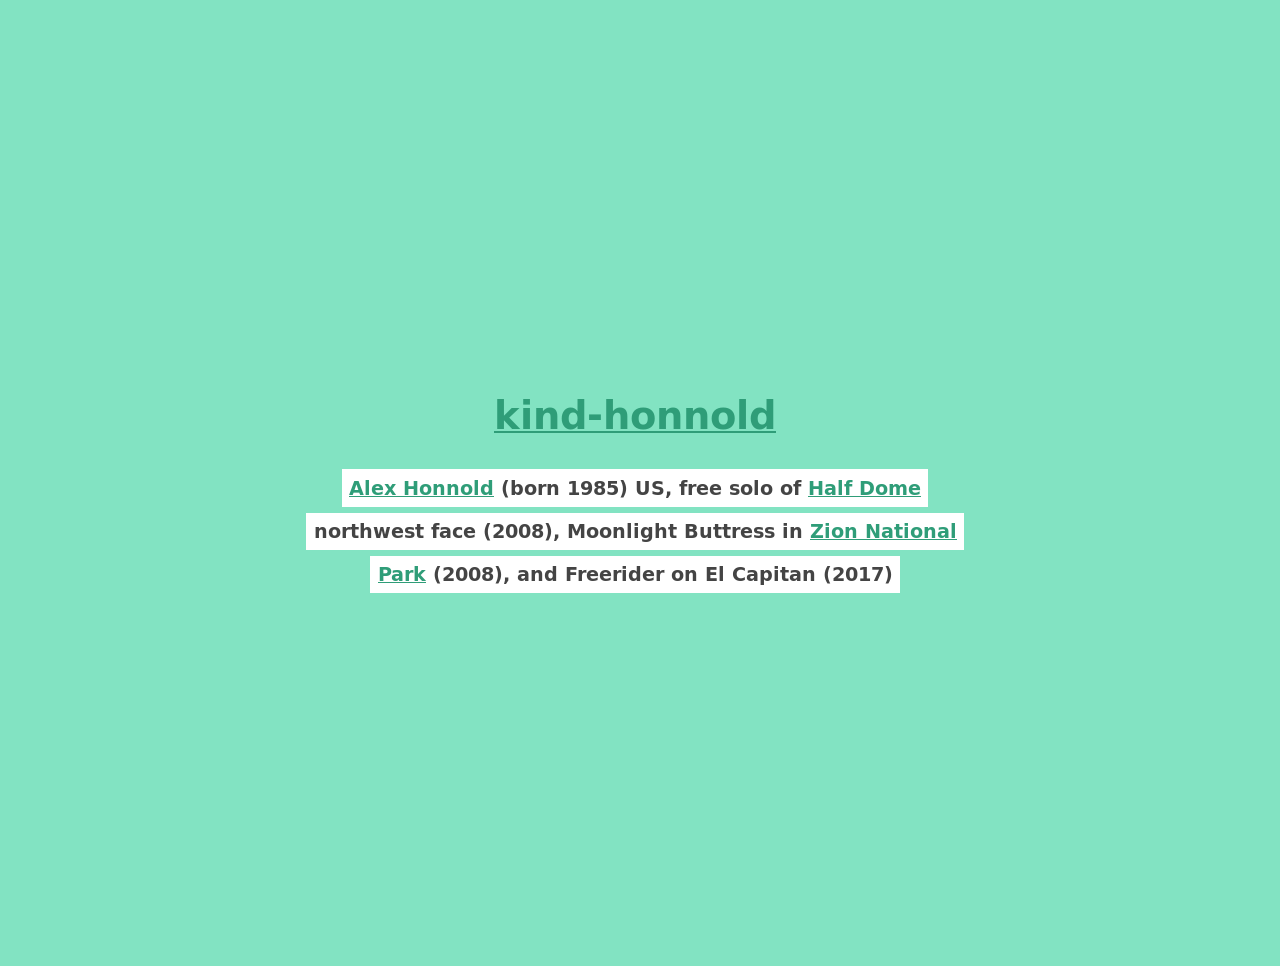 kind-honnold
Alex Honnold (born 1985) US, free solo of Half Dome
northwest face (2008), Moonlight Buttress in Zion National
Park (2008), and Freerider on El Capitan (2017)